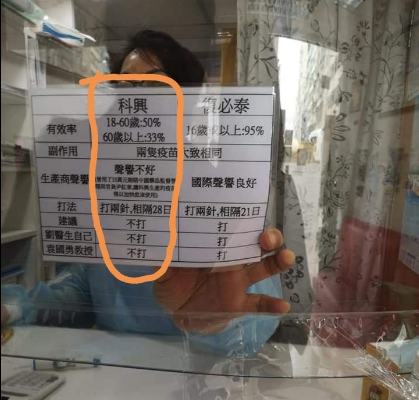 科興 復必泰
有效率 18-60歲:50% 60歲以上:33% 16歲或以上:95%
副作用 兩隻疫苗大致相同
生產商聲譽 聲譽不好 國際聲譽良好
打法 打兩針,相隔28日 打兩針,相隔21日
建議 不打 打
劉醫生自己 不打 打
袁國勇教授 不打 打